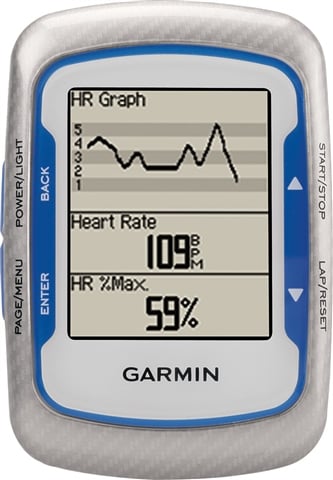 HR Graph
5
4
3
2
1
Heart Rate
109 BPM
HR %Max.
59%
GARMIN
POWER/LIGHT
BACK
PAGE/MENU
ENTER
START/STOP
LAP/RESET